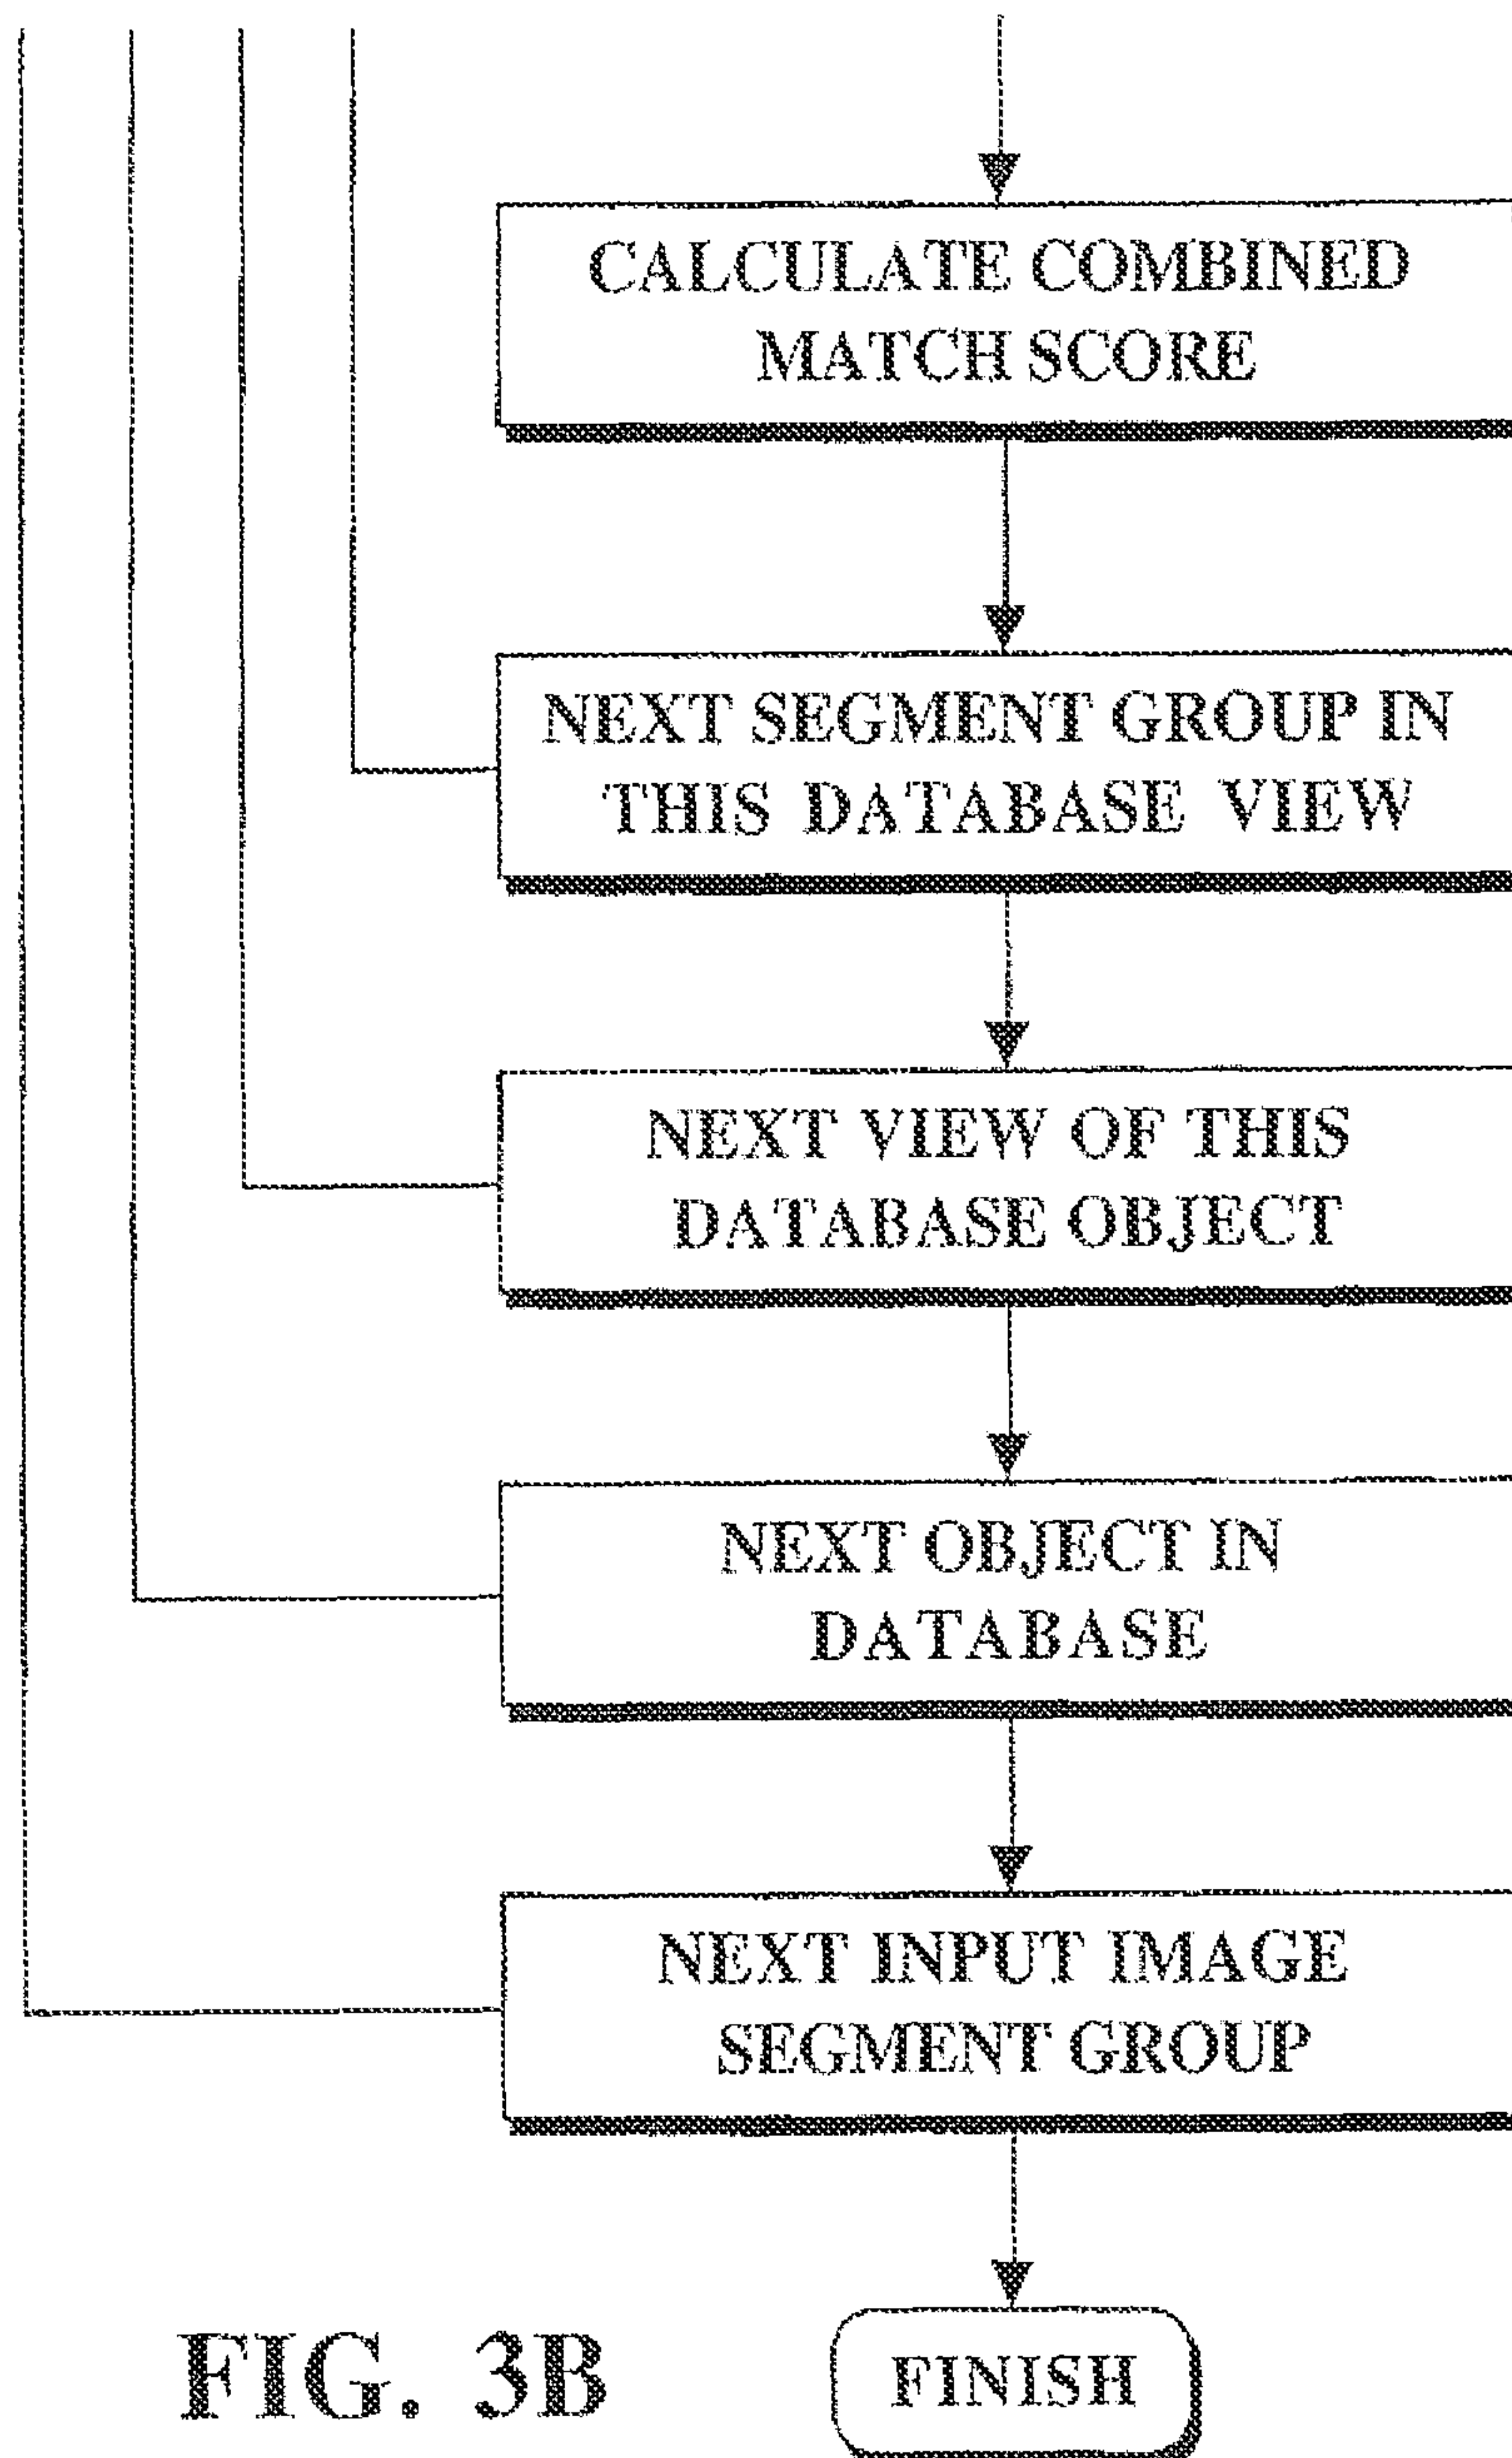 CALCULATE COMBINED
MATCH SCORE
NEXT SEGMENT GROUP IN
THIS DATABASE VIEW
NEXT VIEW OF THIS
DATABASE OBJECT
NEXT OBJECT IN
DATABASE
NEXT INPUT IMAGE
SEGMENT GROUP
FINISH
FIG. 3B